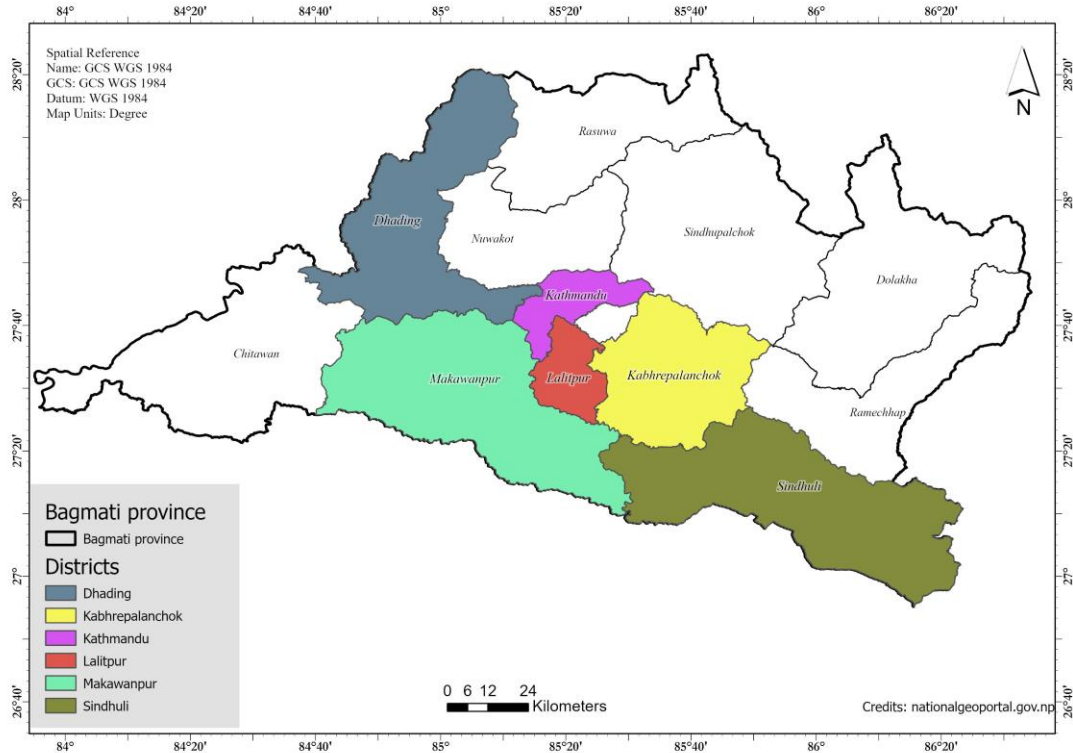 84° 84°20' 84°40' 85° 85°20' 85°40' 86° 86°20'
Spatial Reference
Name: GCS WGS 1984
GCS: GCS WGS 1984
Datum: WGS 1984
Map Units: Degree
N
28°20' 28°20'
28° 28°
27°40' 27°40'
27°20' 27°20'
27° 27°
26°40' 26°40'
Rasuwa
Dhading
Nuwakot
Sindhupalchok
Dolakha
Kathmandu
Chitawan
Makawanpur
Lalitpur
Kabhrepalanchok
Ramechhap
Sindhuli
Bagmati province
Bagmati province
Districts
Dhading
Kabhrepalanchok
Kathmandu
Lalitpur
Makawanpur
Sindhuli
0 6 12 24
Kilometers
Credits: nationalgeoportal.gov.np
84° 84°20' 84°40' 85° 85°20' 85°40' 86° 86°20'